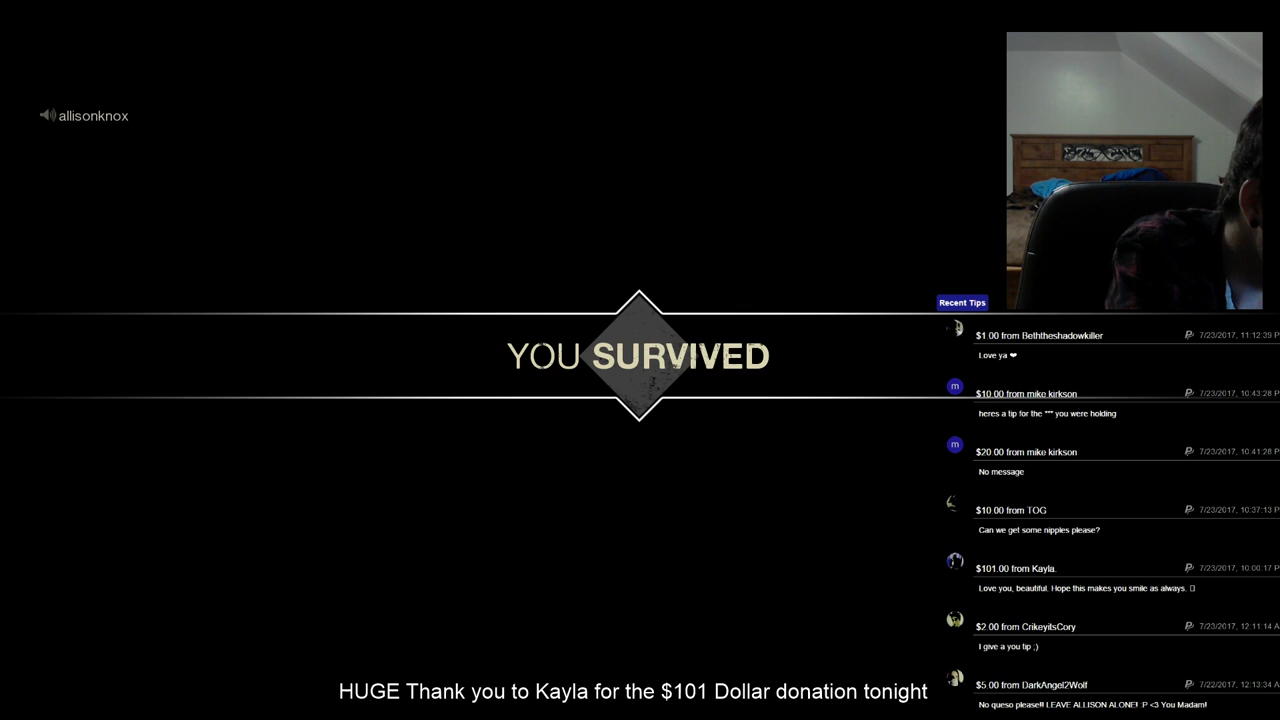 allisonknox
YOU SURVIVED
Recent Tips
$1.00 from Beththeshadowkiller 7/23/2017, 11:12:39 P
Love ya ❤
m
$10.00 from mike kirkson 7/23/2017, 10:43:28 P
heres a tip for the *** you were holding
m
$20.00 from mike kirkson 7/23/2017, 10:41:28 P
No message
$10.00 from TOG 7/23/2017, 10:37:13 P
Can we get some nipples please?
$101.00 from Kayla. 7/23/2017, 10:00:17 P
Love you, beautiful. Hope this makes you smile as always.
$2.00 from CrikeyitsCory 7/23/2017, 12:11:14 A
I give a you tip ;)
$5.00 from DarkAngel2Wolf 7/22/2017, 12:13:34 A
No queso please!! LEAVE ALLISON ALONE! :P <3 You Madam!
HUGE Thank you to Kayla for the $101 Dollar donation tonight